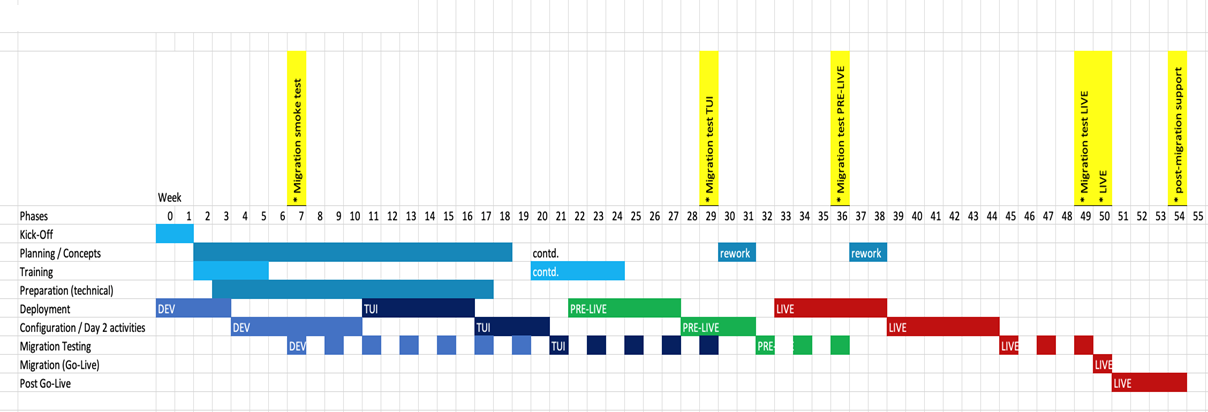 * Migration smoke test
* Migration test TUI
* Migration test PRE-LIVE
* Migration test LIVE
* LIVE
* post-migration support
Week
Phases 0 1 2 3 4 5 6 7 8 9 10 11 12 13 14 15 16 17 18 19 20 21 22 23 24 25 26 27 28 29 30 31 32 33 34 35 36 37 38 39 40 41 42 43 44 45 46 47 48 49 50 51 52 53 54 55
Kick-Off
Planning / Concepts contd. rework rework
Training contd.
Preparation (technical)
Deployment DEV TUI PRE-LIVE LIVE
Configuration / Day 2 activities DEV TUI PRE-LIVE LIVE
Migration Testing DEV TUI PRE- LIVE
Migration (Go-Live) LIVE
Post Go-Live LIVE